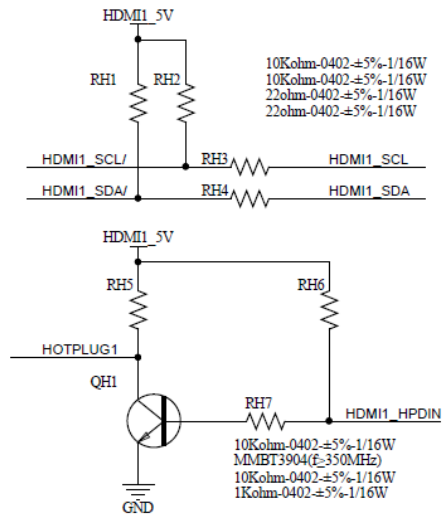 HDMI1_5V
RH1
RH2
10Kohm-0402-±5%-1/16W
10Kohm-0402-±5%-1/16W
22ohm-0402-±5%-1/16W
22ohm-0402-±5%-1/16W
HDMI1_SCL/
RH3
HDMI1_SCL
HDMI1_SDA/
RH4
HDMI1_SDA
HDMI1_5V
RH5
RH6
HOTPLUG1
QH1
RH7
HDMI1_HPDIN
10Kohm-0402-±5%-1/16W
MMBT3904(f≥350MHz)
10Kohm-0402-±5%-1/16W
1Kohm-0402-±5%-1/16W
GND